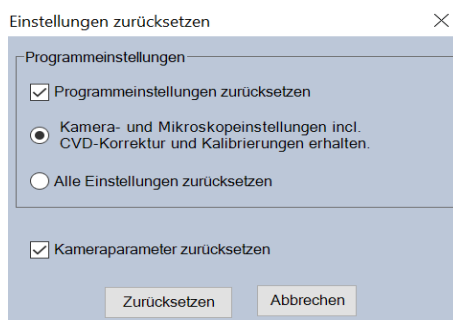 Einstellungen zurücksetzen
Programmeinstellungen
Programmeinstellungen zurücksetzen
Kamera- und Mikroskopeinstellungen incl.
CVD-Korrektur und Kalibrierungen erhalten.
Alle Einstellungen zurücksetzen
Kameraparameter zurücksetzen
Zurücksetzen Abbrechen